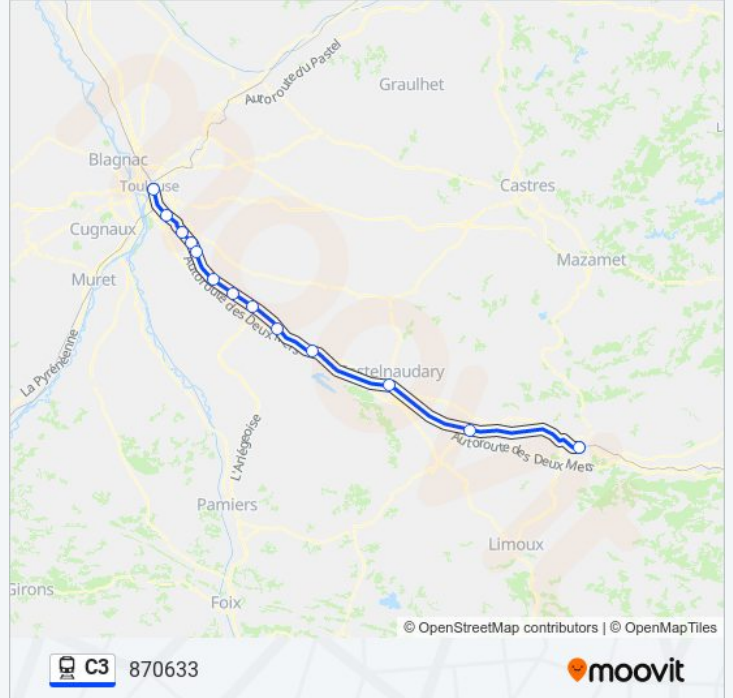 Autoroute du Pastel
Graulhet
Blagnac
Toulouse
Castres
Cugnaux
Mazamet
Muret
Autoroute des Deux Mers
La Pyrénéenne
stelnaudary
L'Ariégeoise
Autoroute des Deux Mers
Pamiers
Limoux
Girons
Foix
© OpenStreetMap contributors | © OpenMapTiles
C3 870633
moovit